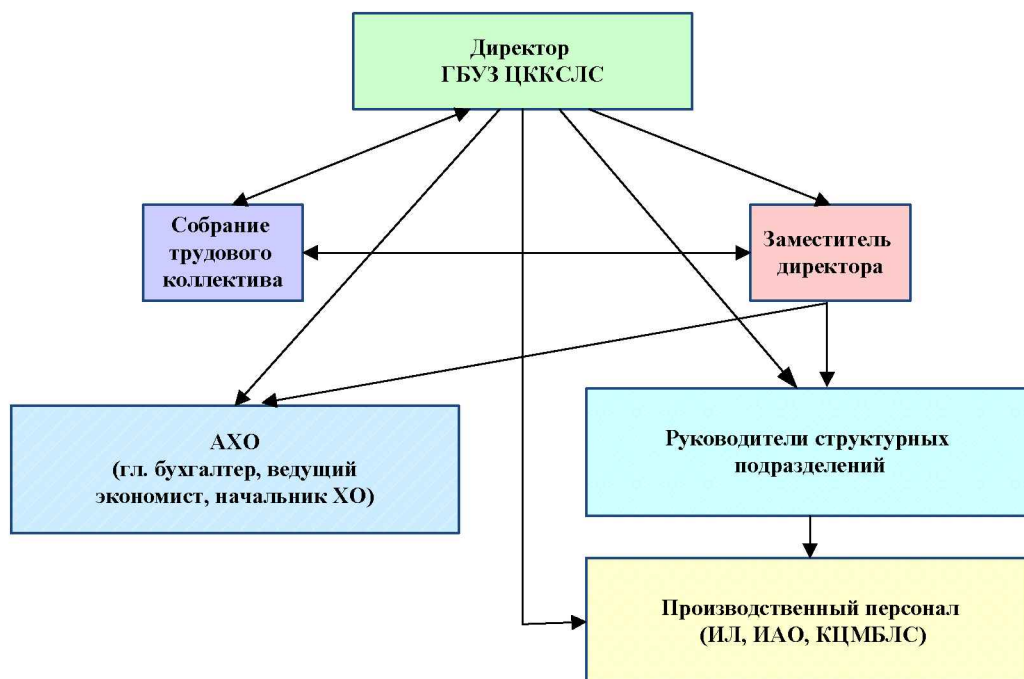 Директор
ГБУЗ ЦККСЛС
Собрание
трудового
коллектива
Заместитель
директора
АХО
(гл. бухгалтер, ведущий
экономист, начальник ХО)
Руководители структурных
подразделений
Производственный персонал
(ИЛ, ИАО, КЦМБЛС)